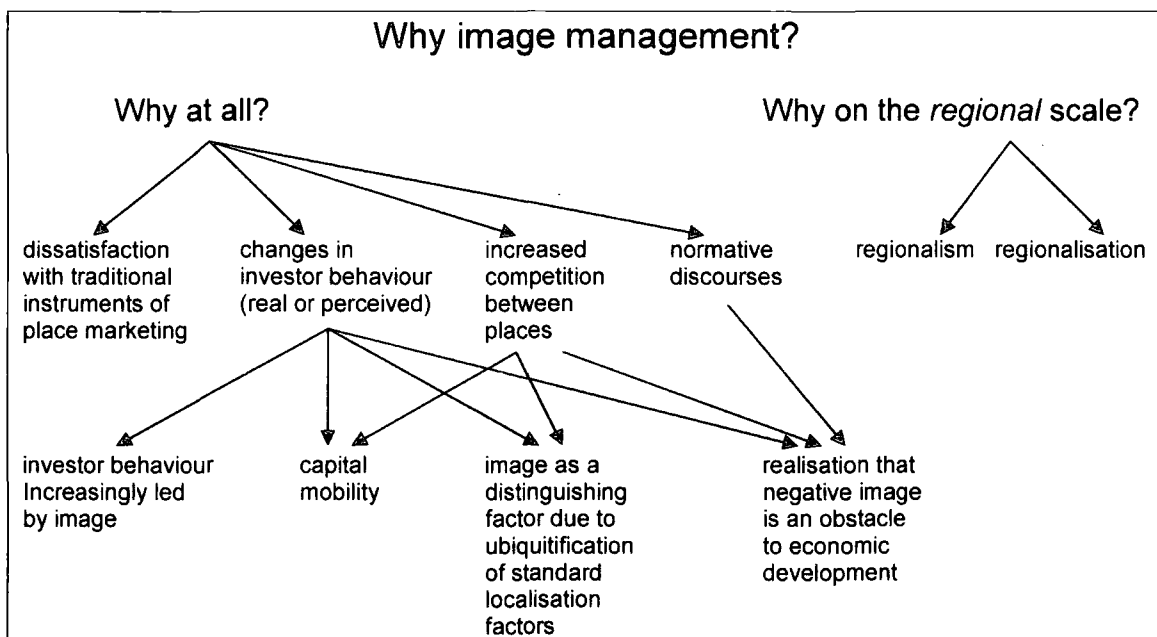 Why image management?
Why at all?
Why on the regional scale?
dissatisfaction
with traditional
instruments of
place marketing
changes in
investor behaviour
(real or perceived)
increased
competition
between
places
normative
discourses
regionalism
regionalisation
investor behaviour
Increasingly led
by image
capital
mobility
image as a
distinguishing
factor due to
ubiquitification
of standard
localisation
factors
realisation that
negative image
is an obstacle
to economic
development